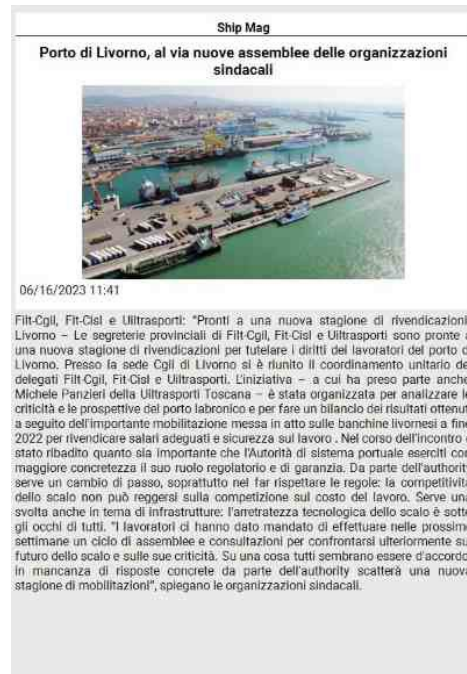 Ship Mag
Porto di Livorno, al via nuove assemblee delle organizzazioni
sindacali
06/16/2023 11:41
Filt-Cgil, Fit-Cisl e Uiltrasporti: "Pronti a una nuova stagione di rivendicazioni
Livorno – Le segreterie provinciali di Filt-Cgil, Fit-Cisl e Uiltrasporti sono pronte a
una nuova stagione di rivendicazioni per tutelare i diritti dei lavoratori del porto d
Livorno. Presso la sede Cgil di Livorno si è riunito il coordinamento unitario de
delegati Filt-Cgil, Fit-Cisl e Uiltrasporti. L'iniziativa – a cui ha preso parte anche
Michele Panzieri della Uiltrasporti Toscana – è stata organizzata per analizzare le
criticità e le prospettive del porto labronico e per fare un bilancio dei risultati ottenut
a seguito dell'importante mobilitazione messa in atto sulle banchine livornesi a fine
2022 per rivendicare salari adeguati e sicurezza sul lavoro . Nel corso dell'incontro è
stato ribadito quanto sia importante che l'Autorità di sistema portuale eserciti con
maggiore concretezza il suo ruolo regolatorio e di garanzia. Da parte dell'authority
serve un cambio di passo, soprattutto nel far rispettare le regole: la competitività
dello scalo non può reggersi sulla competizione sul costo del lavoro. Serve una
svolta anche in tema di infrastrutture: l'arretratezza tecnologica dello scalo è sotto
gli occhi di tutti. "I lavoratori ci hanno dato mandato di effettuare nelle prossime
settimane un ciclo di assemblee e consultazioni per confrontarsi ulteriormente su
futuro dello scalo e sulle sue criticità. Su una cosa tutti sembrano essere d'accordo
in mancanza di risposte concrete da parte dell'authority scatterà una nuova
stagione di mobilitazioni", spiegano le organizzazioni sindacali.